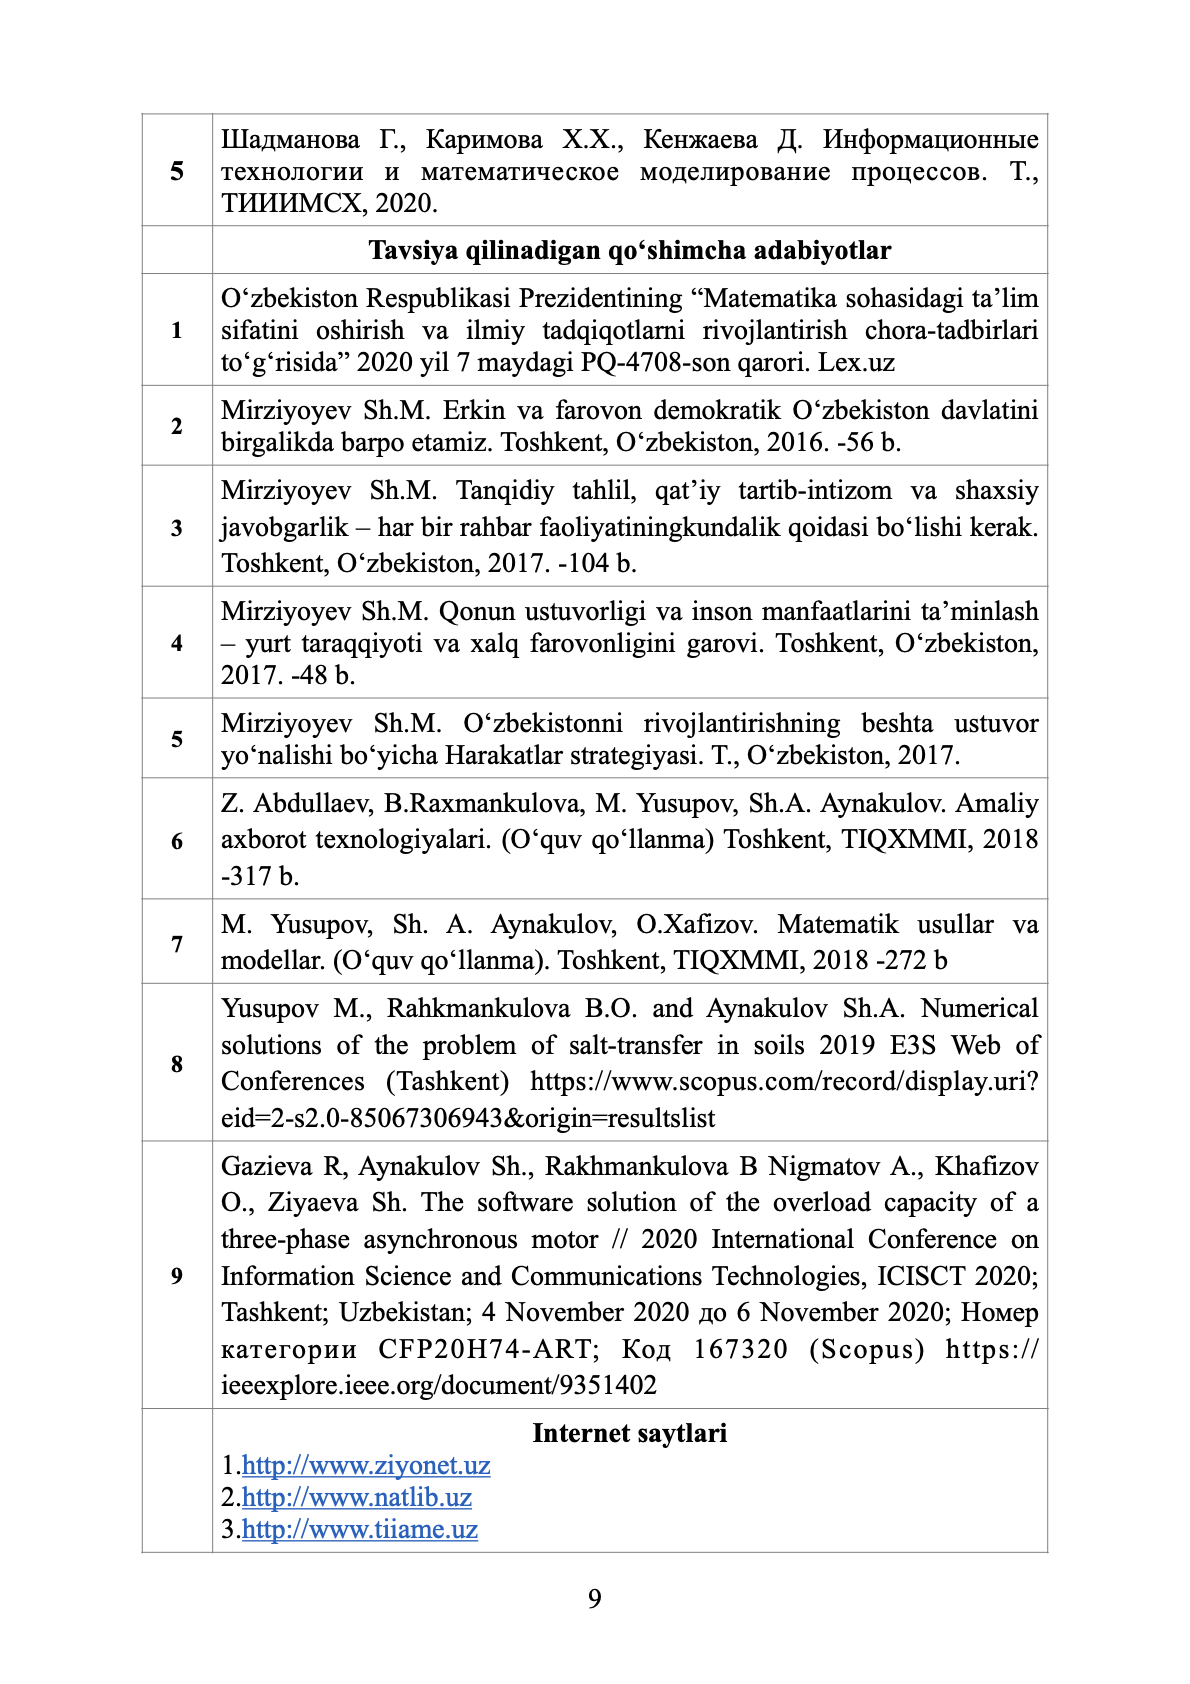 5
Шадманова Г., Каримова Х.Х., Кенжаева Д. Информационные
технологии и математическое моделирование процессов. Т.,
ТИИИМСХ, 2020.
Tavsiya qilinadigan qo‘shimcha adabiyotlar
1
O‘zbekiston Respublikasi Prezidentining “Matematika sohasidagi ta’lim
sifatini oshirish va ilmiy tadqiqotlarni rivojlantirish chora-tadbirlari
to‘g‘risida” 2020 yil 7 maydagi PQ-4708-son qarori. Lex.uz
2
Mirziyoyev Sh.M. Erkin va farovon demokratik O‘zbekiston davlatini
birgalikda barpo etamiz. Toshkent, O‘zbekiston, 2016. -56 b.
3
Mirziyoyev Sh.M. Tanqidiy tahlil, qat’iy tartib-intizom va shaxsiy
javobgarlik – har bir rahbar faoliyatiningkundalik qoidasi bo‘lishi kerak.
Toshkent, O‘zbekiston, 2017. -104 b.
4
Mirziyoyev Sh.M. Qonun ustuvorligi va inson manfaatlarini ta’minlash
– yurt taraqqiyoti va xalq farovonligini garovi. Toshkent, O‘zbekiston,
2017. -48 b.
5
Mirziyoyev Sh.M. O‘zbekistonni rivojlantirishning beshta ustuvor
yo‘nalishi bo‘yicha Harakatlar strategiyasi. T., O‘zbekiston, 2017.
6
Z. Abdullaev, B.Raxmankulova, M. Yusupov, Sh.A. Aynakulov. Amaliy
axborot texnologiyalari. (O‘quv qo‘llanma) Toshkent, TIQXMMI, 2018
-317 b.
7
M. Yusupov, Sh. A. Aynakulov, O.Xafizov. Matematik usullar va
modellar. (O‘quv qo‘llanma). Toshkent, TIQXMMI, 2018 -272 b
8
Yusupov M., Rahkmankulova B.O. and Aynakulov Sh.A. Numerical
solutions of the problem of salt-transfer in soils 2019 E3S Web of
Conferences (Tashkent) https://www.scopus.com/record/display.uri?
eid=2-s2.0-85067306943&origin=resultslist
9
Gazieva R, Aynakulov Sh., Rakhmankulova B Nigmatov A., Khafizov
O., Ziyaeva Sh. The software solution of the overload capacity of a
three-phase asynchronous motor // 2020 International Conference on
Information Science and Communications Technologies, ICISCT 2020;
Tashkent; Uzbekistan; 4 November 2020 до 6 November 2020; Номер
категории CFP20H74-ART; Код 167320 (Scopus) https://
ieeexplore.ieee.org/document/9351402
Internet saytlari
1.http://www.ziyonet.uz
2.http://www.natlib.uz
3.http://www.tiiame.uz
9